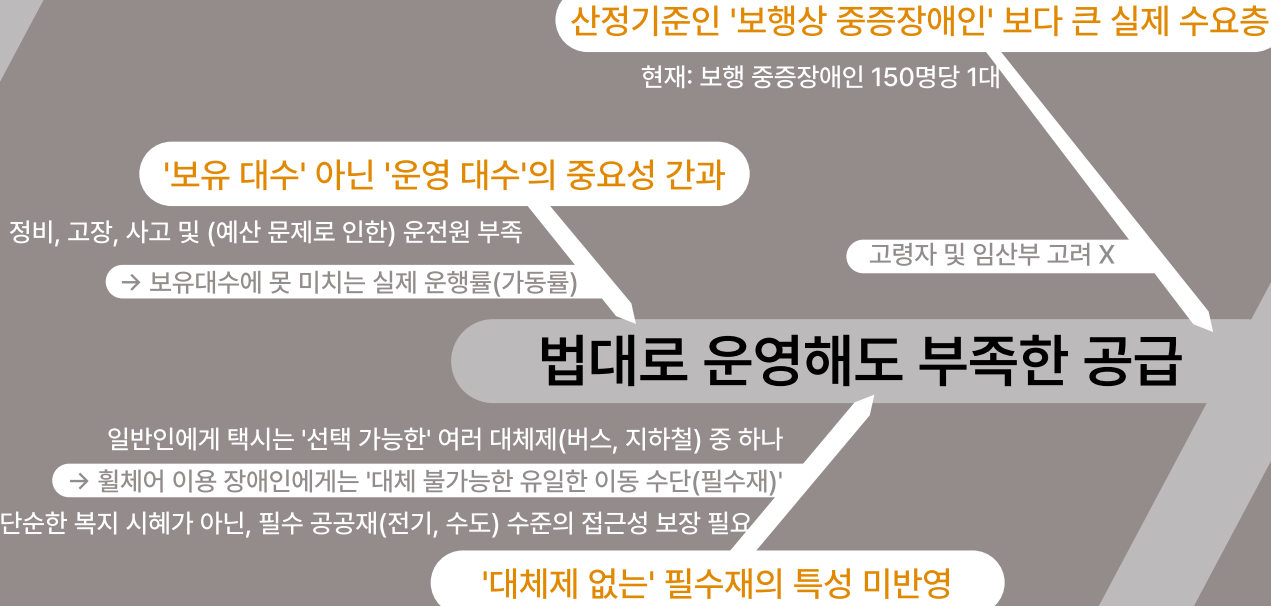 산정기준인 '보행상 중증장애인' 보다 큰 실제 수요층
현재: 보행 중증장애인 150명당 1대
'보유 대수' 아닌 '운영 대수'의 중요성 간과
정비, 고장, 사고 및 (예산 문제로 인한) 운전원 부족
→ 보유대수에 못 미치는 실제 운행률(가동률)
고령자 및 임산부 고려 X
법대로 운영해도 부족한 공급
일반인에게 택시는 '선택 가능한' 여러 대체제(버스, 지하철) 중 하나
→ 휠체어 이용 장애인에게는 '대체 불가능한 유일한 이동 수단(필수재)'
단순한 복지 시혜가 아닌, 필수 공공재(전기, 수도) 수준의 접근성 보장 필요
'대체제 없는' 필수재의 특성 미반영